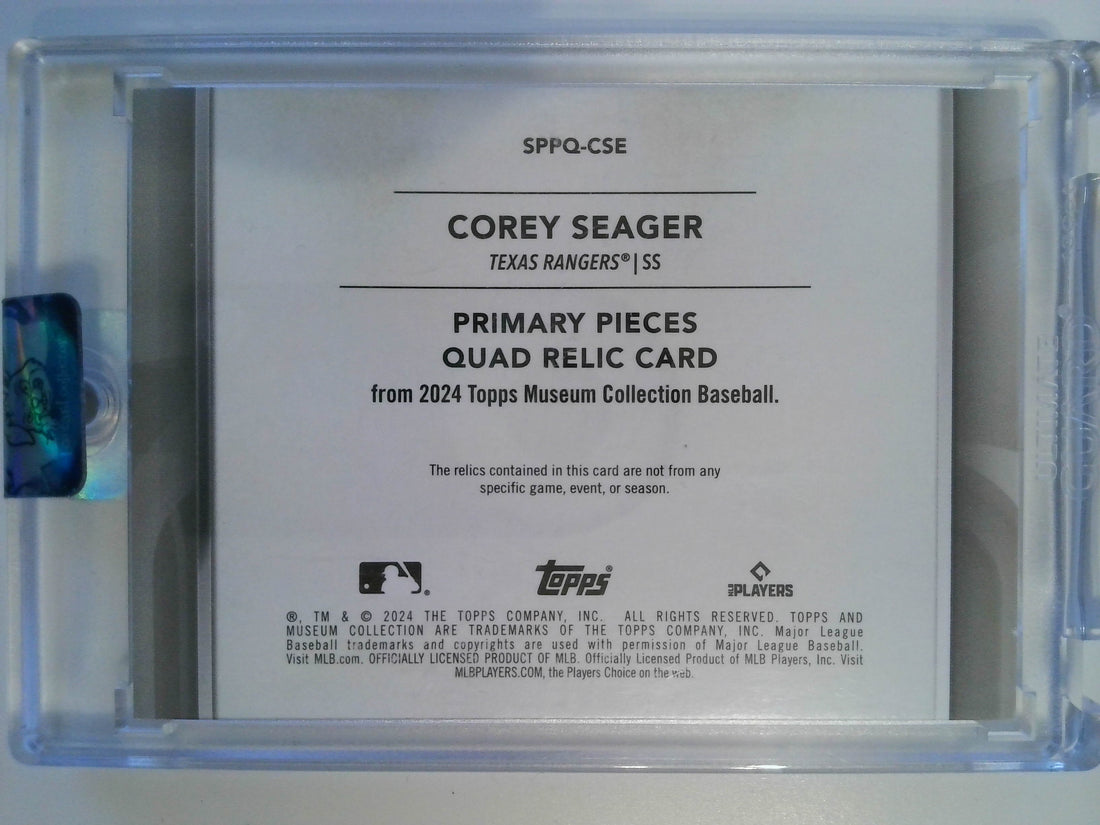 SPPQ-CSE
COREY SEAGER
TEXAS RANGERS® | SS
PRIMARY PIECES
QUAD RELIC CARD
from 2024 Topps Museum Collection Baseball.
The relics contained in this card are not from any
specific game, event, or season.
® topps® MLB PLAYERS
®, TM & © 2024 THE TOPPS COMPANY, INC. ALL RIGHTS RESERVED. TOPPS AND
MUSEUM COLLECTION ARE TRADEMARKS OF THE TOPPS COMPANY, INC. Major League
Baseball trademarks and copyrights are used with permission of Major League Baseball.
Visit MLB.com. OFFICIALLY LICENSED PRODUCT OF MLB. Officially Licensed Product of MLB Players, Inc. Visit
MLBPLAYERS.COM, the Players Choice on the web.
ULTIMATE
GUARD